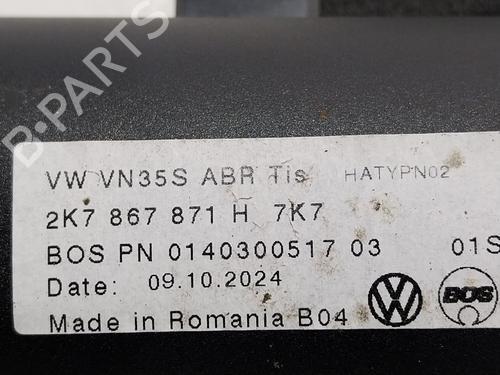 B-PARTS
VW VN35S ABR Tis HATYPN02
2K7 867 871 H 7K7
BOS PN 0140300517 03 01S
Date: 09.10.2024
BOS
Made in Romania B04